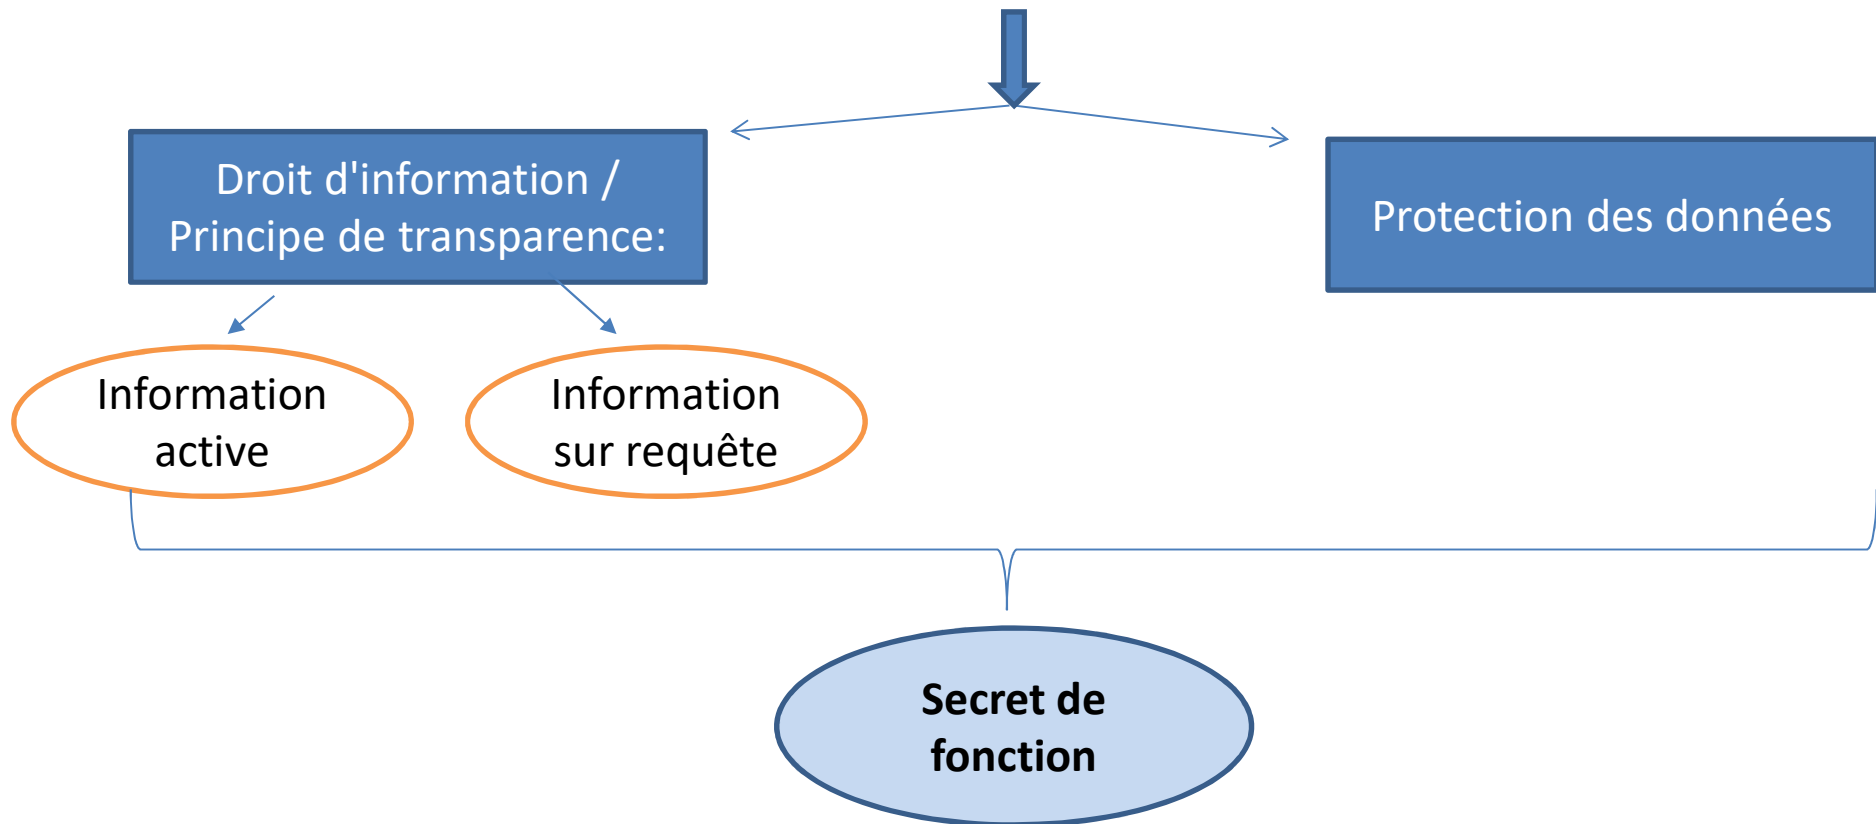 Droit d'information /
Principe de transparence:
Protection des données
Information
active
Information
sur requête
Secret de
fonction